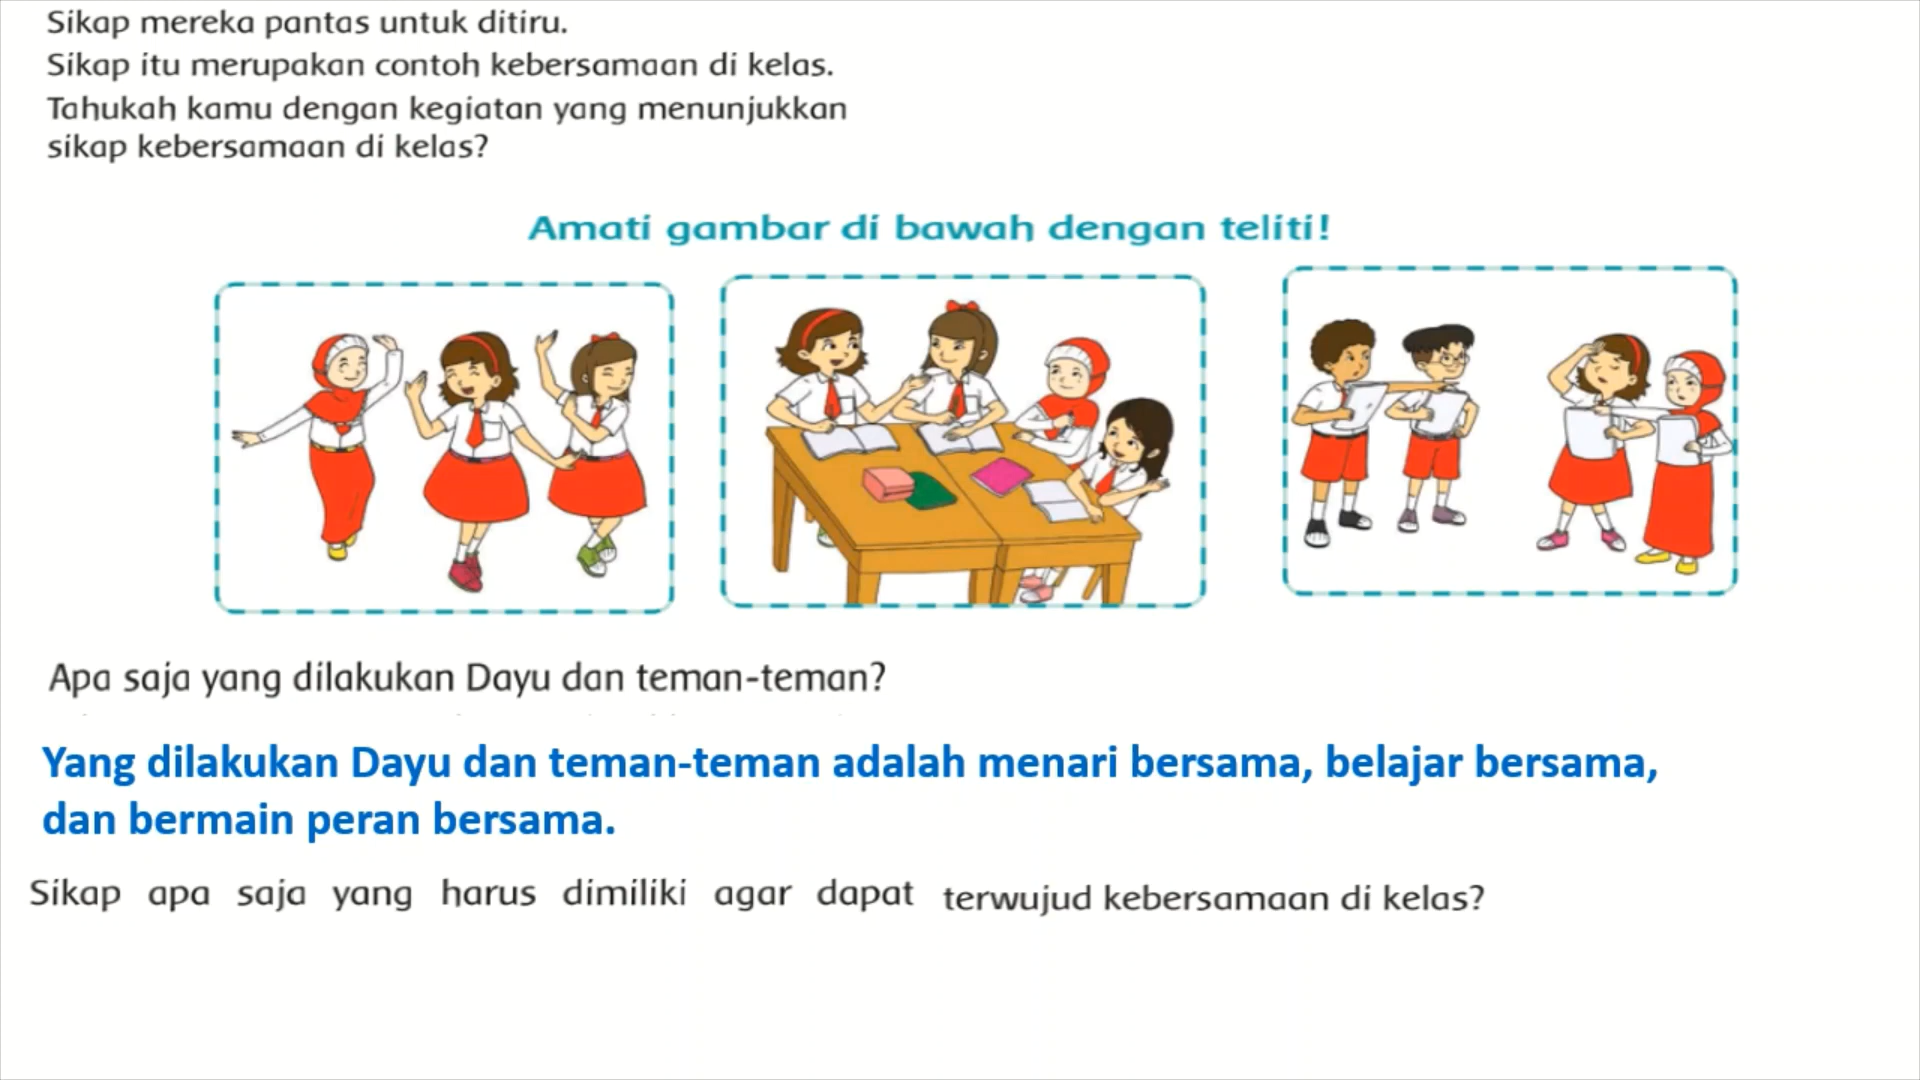 Sikap mereka pantas untuk ditiru.
Sikap itu merupakan contoh kebersamaan di kelas.
Tahukah kamu dengan kegiatan yang menunjukkan
sikap kebersamaan di kelas?
Amati gambar di bawah dengan teliti!
Apa saja yang dilakukan Dayu dan teman-teman?
Yang dilakukan Dayu dan teman-teman adalah menari bersama, belajar bersama,
dan bermain peran bersama.
Sikap apa saja yang harus dimiliki agar dapat terwujud kebersamaan di kelas?